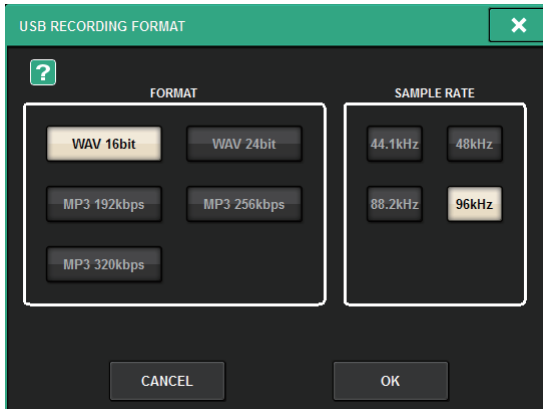 USB RECORDING FORMAT ×
?
FORMAT SAMPLE RATE
WAV 16bit WAV 24bit 44.1kHz 48kHz
MP3 192kbps MP3 256kbps 88.2kHz 96kHz
MP3 320kbps
CANCEL OK